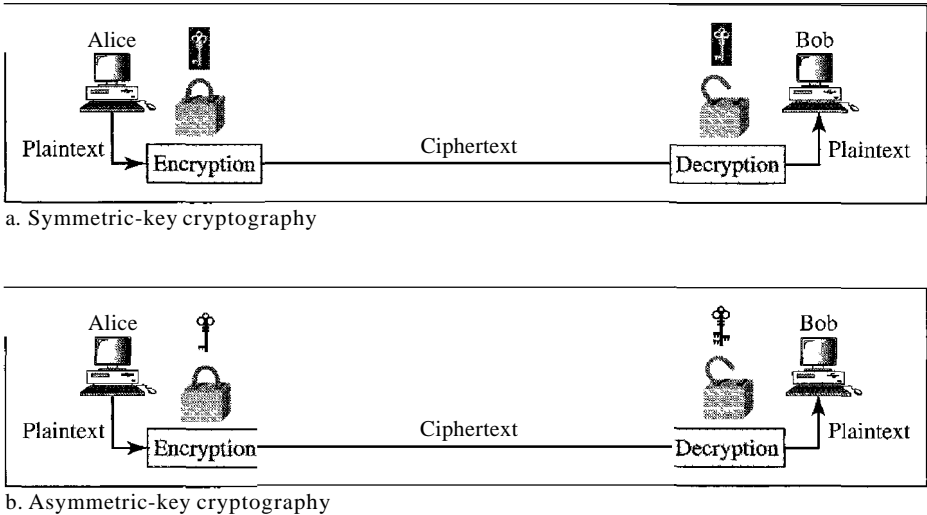 Alice
Bob
Plaintext
Encryption
Ciphertext
Decryption
Plaintext
a. Symmetric-key cryptography
Alice
Bob
Plaintext
Encryption
Ciphertext
Decryption
Plaintext
b. Asymmetric-key cryptography